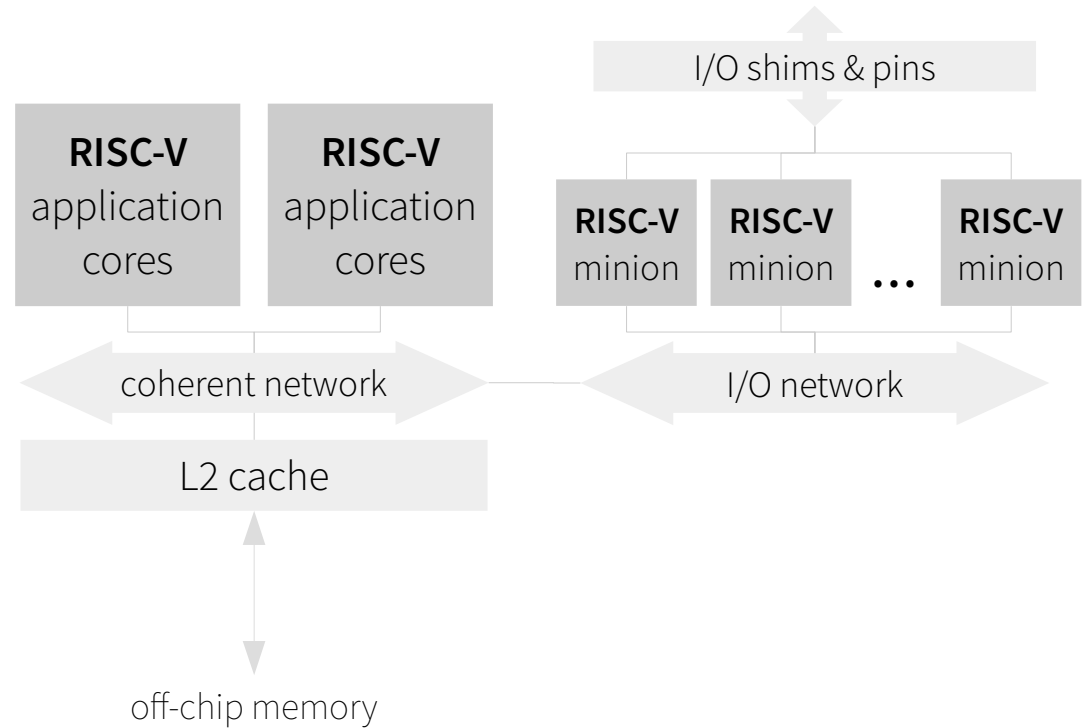 I/O shims & pins
RISC-V
application
cores
RISC-V
application
cores
RISC-V
minion
RISC-V
minion
...
RISC-V
minion
coherent network
I/O network
L2 cache
off-chip memory